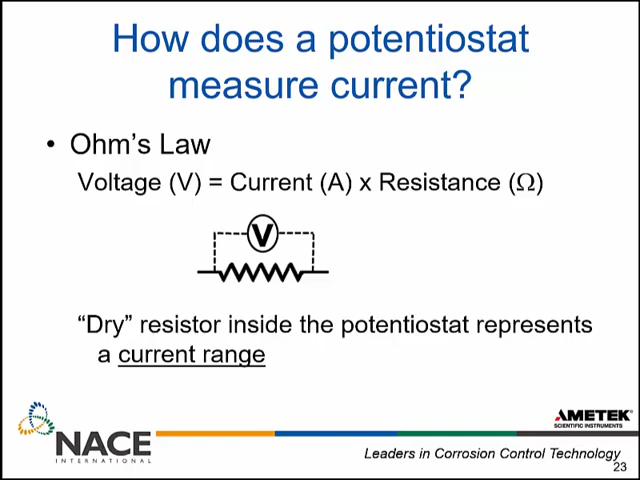 How does a potentiostat
measure current?
• Ohm's Law
Voltage (V) = Current (A) x Resistance (Ω)
V
“Dry” resistor inside the potentiostat represents
a current range
NACE
INTERNATIONAL
AMETEK®
SCIENTIFIC INSTRUMENTS
Leaders in Corrosion Control Technology
23